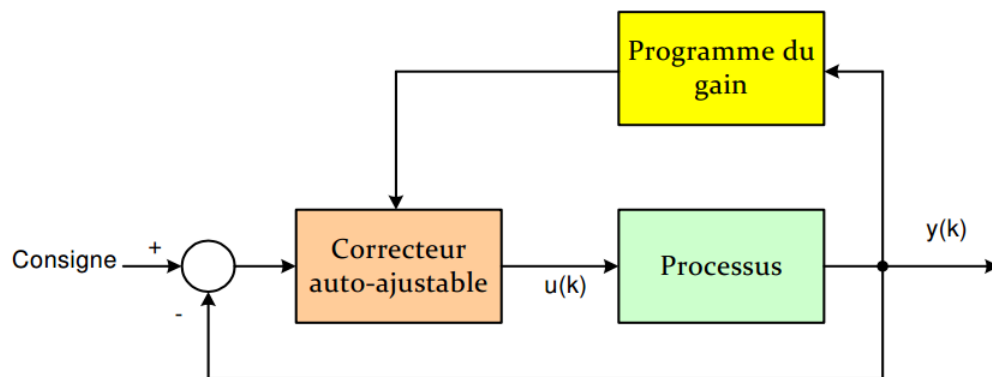 Programme du
gain
Consigne
+
-
Correcteur
auto-ajustable
u(k)
Processus
y(k)